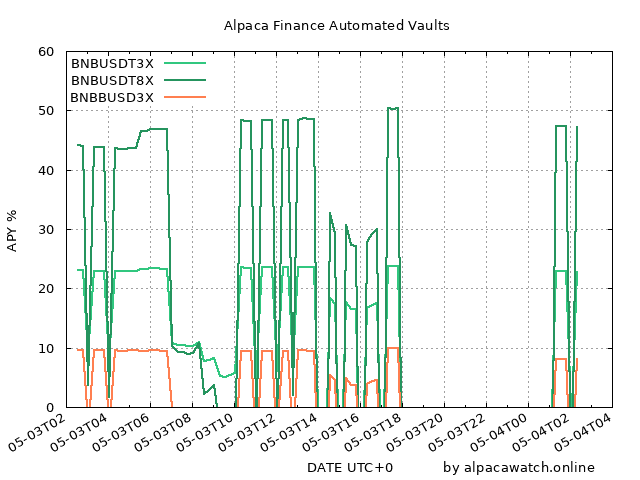 Alpaca Finance Automated Vaults
BNBUSDT3X
BNBUSDT8X
BNBBUSD3X
APY %
60
50
40
30
20
10
0
05-03T02
05-03T04
05-03T06
05-03T08
05-03T10
05-03T12
05-03T14
05-03T16
05-03T18
05-03T20
05-03T22
05-04T00
05-04T02
05-04T04
DATE UTC+0
by alpacawatch.online